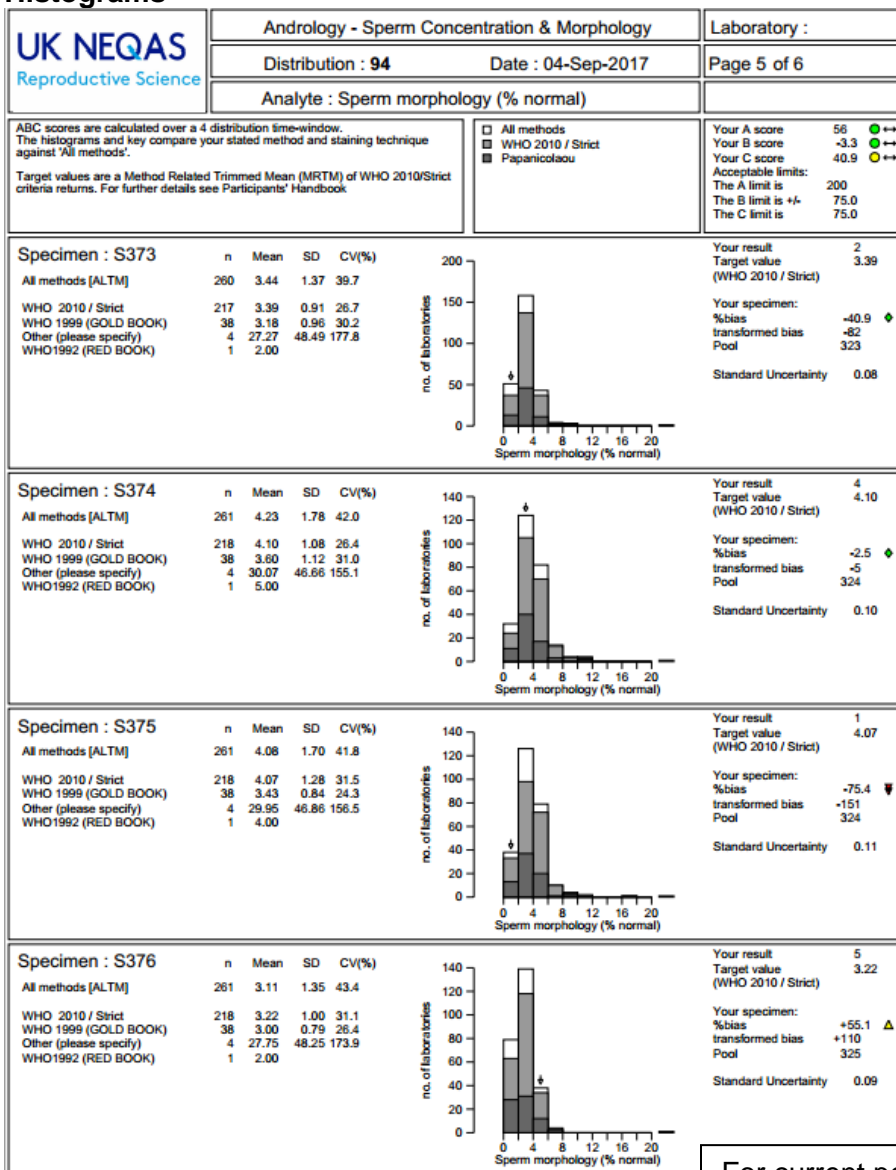 Histograms
UK NEQAS
Reproductive Science
Andrology - Sperm Concentration & Morphology
Laboratory :
Distribution : 94 Date : 04-Sep-2017
Page 5 of 6
Analyte : Sperm morphology (% normal)
ABC scores are calculated over a 4 distribution time-window.
The histograms and key compare your stated method and staining technique
against 'All methods'.
Target values are a Method Related Trimmed Mean (MRTM) of WHO 2010/Strict
criteria returns. For further details see Participants' Handbook
All methods
WHO 2010 / Strict
Papanicolaou
Your A score 56
Your B score -3.3
Your C score 40.9
Acceptable limits:
The A limit is 200
The B limit is +/- 75.0
The C limit is 75.0
Specimen : S373 n Mean SD CV(%)
All methods [ALTM] 260 3.44 1.37 39.7
WHO 2010 / Strict 217 3.39 0.91 26.7
WHO 1999 (GOLD BOOK) 38 3.18 0.96 30.2
Other (please specify) 4 27.27 48.49 177.8
WHO1992 (RED BOOK) 1 2.00
no. of laboratories
200
150
100
50
0
0 4 8 12 16 20
Sperm morphology (% normal)
Your result 2
Target value 3.39
(WHO 2010 / Strict)
Your specimen:
%bias -40.9
transformed bias -82
Pool 323
Standard Uncertainty 0.08
Specimen : S374 n Mean SD CV(%)
All methods [ALTM] 261 4.23 1.78 42.0
WHO 2010 / Strict 218 4.10 1.08 26.4
WHO 1999 (GOLD BOOK) 38 3.60 1.12 31.0
Other (please specify) 4 30.07 46.66 155.1
WHO1992 (RED BOOK) 1 5.00
no. of laboratories
140
120
100
80
60
40
20
0
0 4 8 12 16 20
Sperm morphology (% normal)
Your result 4
Target value 4.10
(WHO 2010 / Strict)
Your specimen:
%bias -2.5
transformed bias -5
Pool 324
Standard Uncertainty 0.10
Specimen : S375 n Mean SD CV(%)
All methods [ALTM] 261 4.08 1.70 41.8
WHO 2010 / Strict 218 4.07 1.28 31.5
WHO 1999 (GOLD BOOK) 38 3.43 0.84 24.3
Other (please specify) 4 29.95 46.86 156.5
WHO1992 (RED BOOK) 1 4.00
no. of laboratories
140
120
100
80
60
40
20
0
0 4 8 12 16 20
Sperm morphology (% normal)
Your result 1
Target value 4.07
(WHO 2010 / Strict)
Your specimen:
%bias -75.4
transformed bias -151
Pool 324
Standard Uncertainty 0.11
Specimen : S376 n Mean SD CV(%)
All methods [ALTM] 261 3.11 1.35 43.4
WHO 2010 / Strict 218 3.22 1.00 31.1
WHO 1999 (GOLD BOOK) 38 3.00 0.79 26.4
Other (please specify) 4 27.75 48.25 173.9
WHO1992 (RED BOOK) 1 2.00
no. of laboratories
140
120
100
80
60
40
20
0
0 4 8 12 16 20
Sperm morphology (% normal)
Your result 5
Target value 3.22
(WHO 2010 / Strict)
Your specimen:
%bias +55.1
transformed bias +110
Pool 325
Standard Uncertainty 0.09
For current